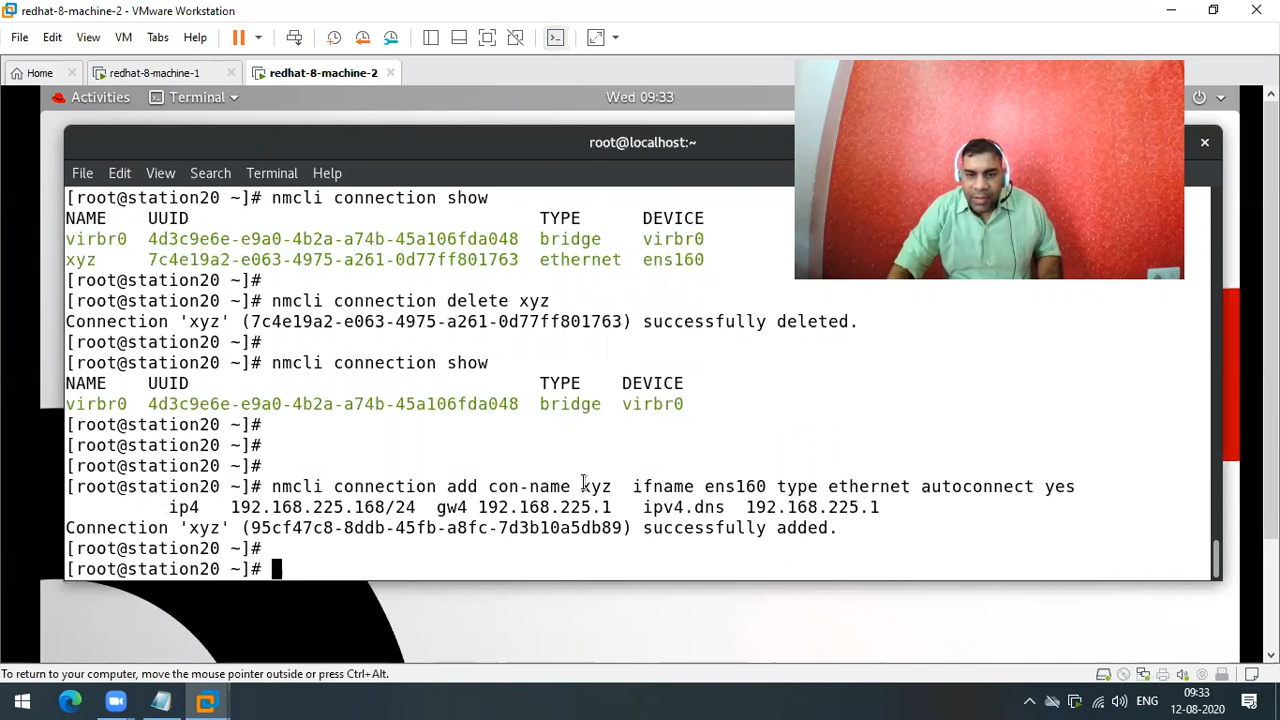 redhat-8-machine-2 - VMware Workstation
File Edit View VM Tabs Help
Home redhat-8-machine-1 redhat-8-machine-2
Activities Terminal Wed 09:33
root@localhost:~
File Edit View Search Terminal Help
[root@station20 ~]# nmcli connection show
NAME UUID TYPE DEVICE
virbr0 4d3c9e6e-e9a0-4b2a-a74b-45a106fda048 bridge virbr0
xyz 7c4e19a2-e063-4975-a261-0d77ff801763 ethernet ens160
[root@station20 ~]#
[root@station20 ~]# nmcli connection delete xyz
Connection 'xyz' (7c4e19a2-e063-4975-a261-0d77ff801763) successfully deleted.
[root@station20 ~]#
[root@station20 ~]# nmcli connection show
NAME UUID TYPE DEVICE
virbr0 4d3c9e6e-e9a0-4b2a-a74b-45a106fda048 bridge virbr0
[root@station20 ~]#
[root@station20 ~]#
[root@station20 ~]#
[root@station20 ~]# nmcli connection add con-name xyz ifname ens160 type ethernet autoconnect yes
ip4 192.168.225.168/24 gw4 192.168.225.1 ipv4.dns 192.168.225.1
Connection 'xyz' (95cf47c8-8ddb-45fb-a8fc-7d3b10a5db89) successfully added.
[root@station20 ~]#
[root@station20 ~]#
To return to your computer, move the mouse pointer outside or press Ctrl+Alt.
ENG 09:33
12-08-2020